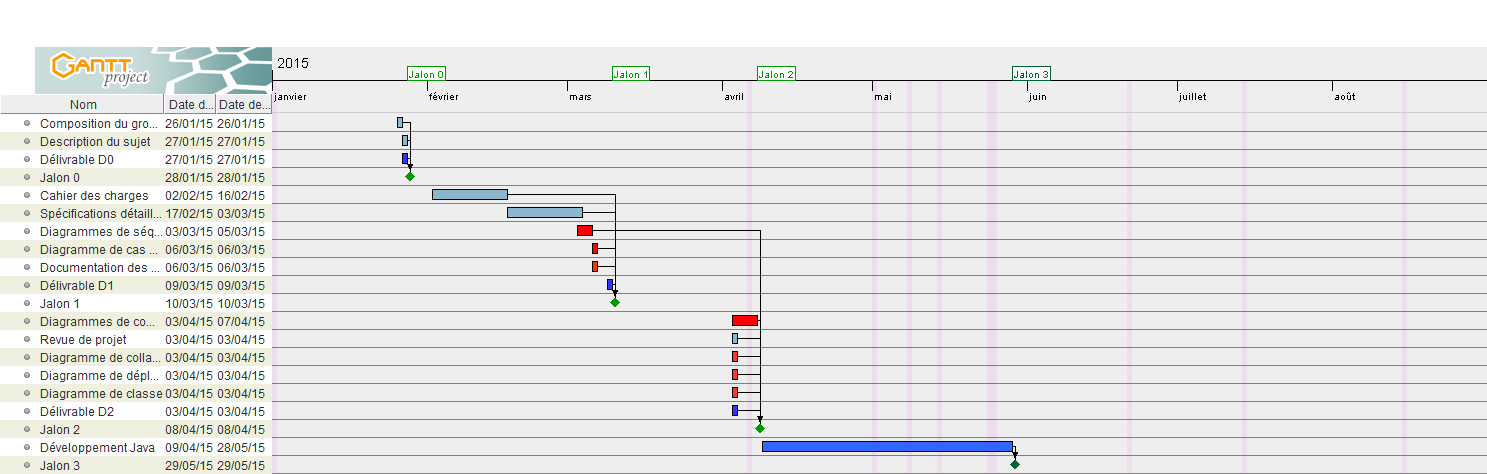 GANTT
project
2015
Jalon 0 Jalon 1 Jalon 2 Jalon 3
janvier février mars avril mai juin juillet août
Nom Date d... Date de...
Composition du gro... 26/01/15 26/01/15
Description du sujet 27/01/15 27/01/15
Délivrable D0 27/01/15 27/01/15
Jalon 0 28/01/15 28/01/15
Cahier des charges 02/02/15 16/02/15
Spécifications détaill... 17/02/15 03/03/15
Diagrammes de séq... 03/03/15 05/03/15
Diagramme de cas ... 06/03/15 06/03/15
Documentation des ... 06/03/15 06/03/15
Délivrable D1 09/03/15 09/03/15
Jalon 1 10/03/15 10/03/15
Diagrammes de co... 03/04/15 07/04/15
Revue de projet 03/04/15 03/04/15
Diagramme de colla... 03/04/15 03/04/15
Diagramme de dépl... 03/04/15 03/04/15
Diagramme de classe 03/04/15 03/04/15
Délivrable D2 03/04/15 03/04/15
Jalon 2 08/04/15 08/04/15
Développement Java 09/04/15 28/05/15
Jalon 3 29/05/15 29/05/15